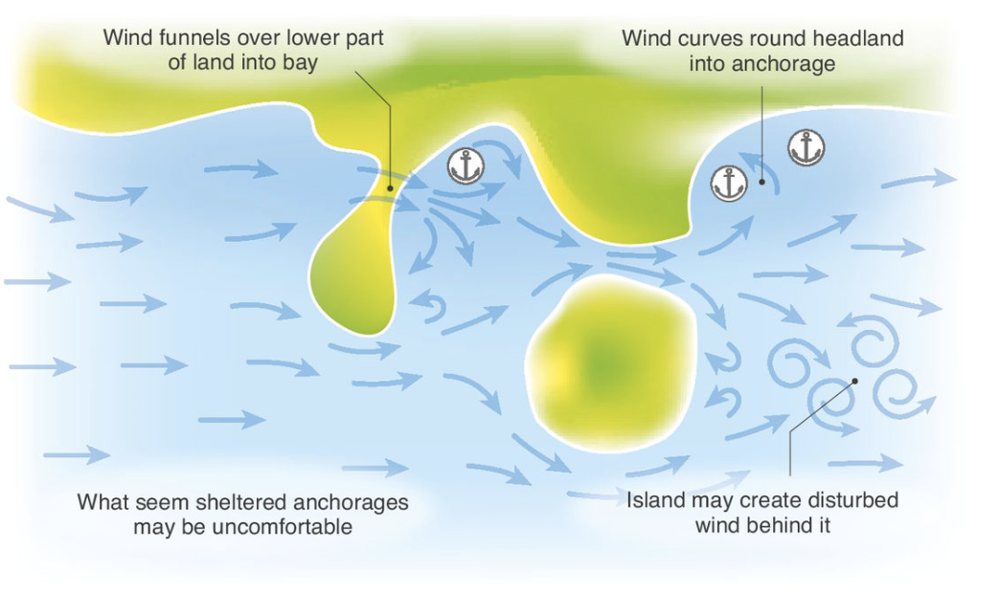 Wind funnels over lower part
of land into bay
Wind curves round headland
into anchorage
What seem sheltered anchorages
may be uncomfortable
Island may create disturbed
wind behind it